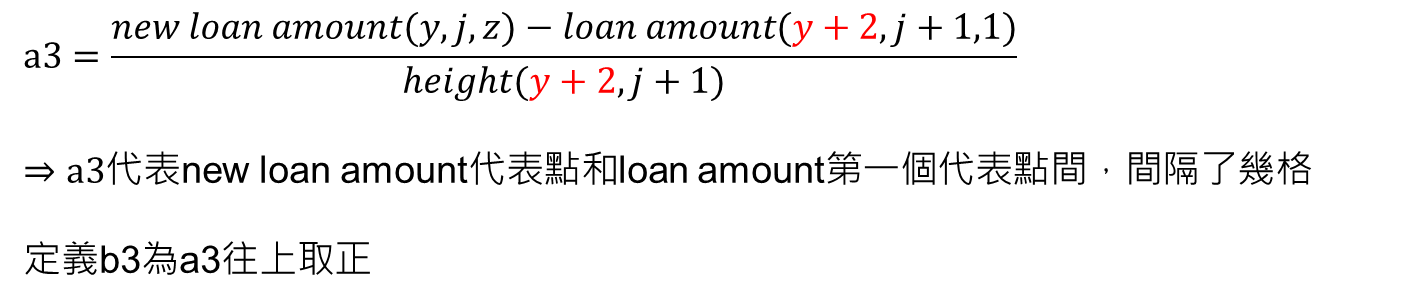 a3 = \frac{new loan amount(y,j,z) − loan amount(y + 2,j + 1,1)}{height(y + 2,j + 1)}
⇒ a3代表new loan amount代表點和loan amount第一個代表點間，間隔了幾格
定義b3為a3往上取正